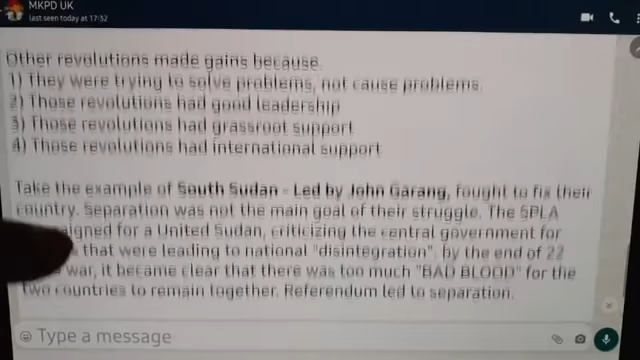 MKPD UK
last seen today at 17:32
Other revolutions made gains because.
1) They were trying to solve problems, not cause problems.
2) Those revolutions had good leadership
3) Those revolutions had grassroot support
4) Those revolutions had international support
Take the example of South Sudan - Led by John Garang, fought to fix their
country. Separation was not the main goal of their struggle. The SPLA
aigned for a United Sudan, criticizing the central government for
that were leading to national "disintegration", by the end of 22
war, it became clear that there was too much "BAD BLOOD" for the
two countries to remain together. Referendum led to separation.
Type a message